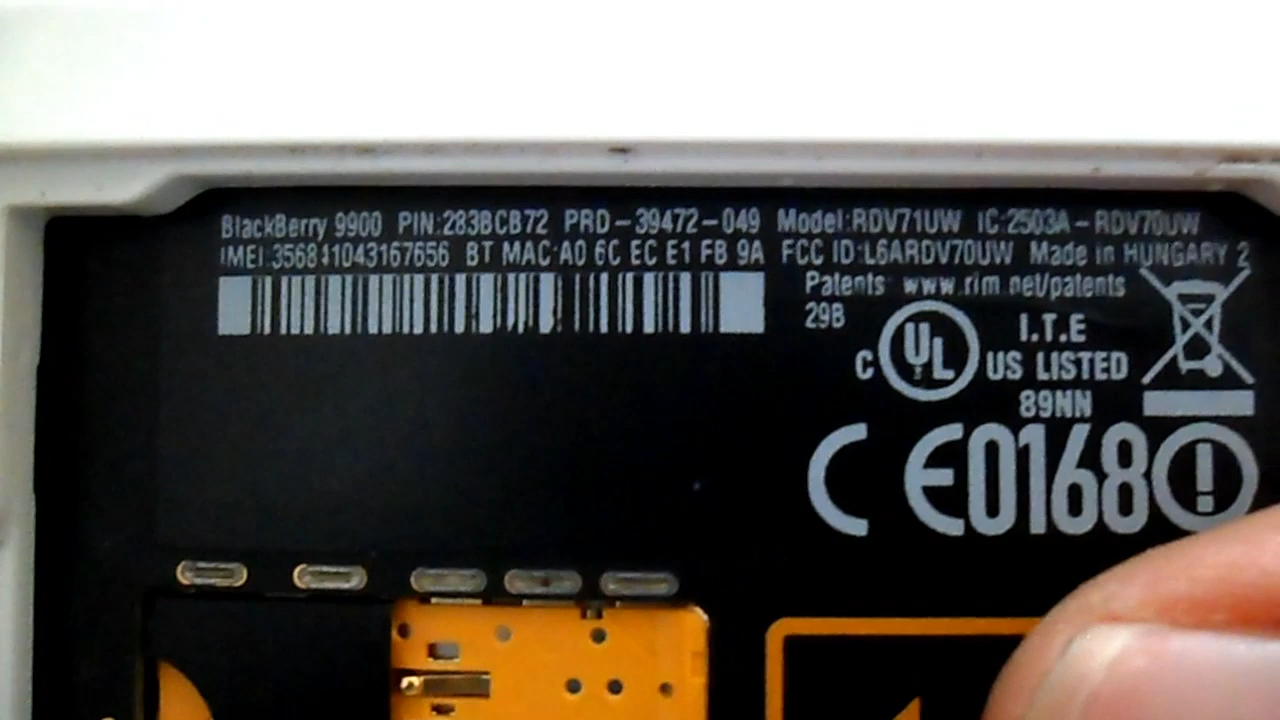 BlackBerry 9900 PIN:283BCB72 PRD-39472-049 Model:RDV71UW IC:2503A-RDV70UW
IMEI BT MAC:A0 6C EC E1 FB 9A FCC ID:L6ARDV70UW Made in HUNGARY 2
Patents www.rim.net/patents
29B
C UL US LISTED
I.T.E
89NN
CE0168